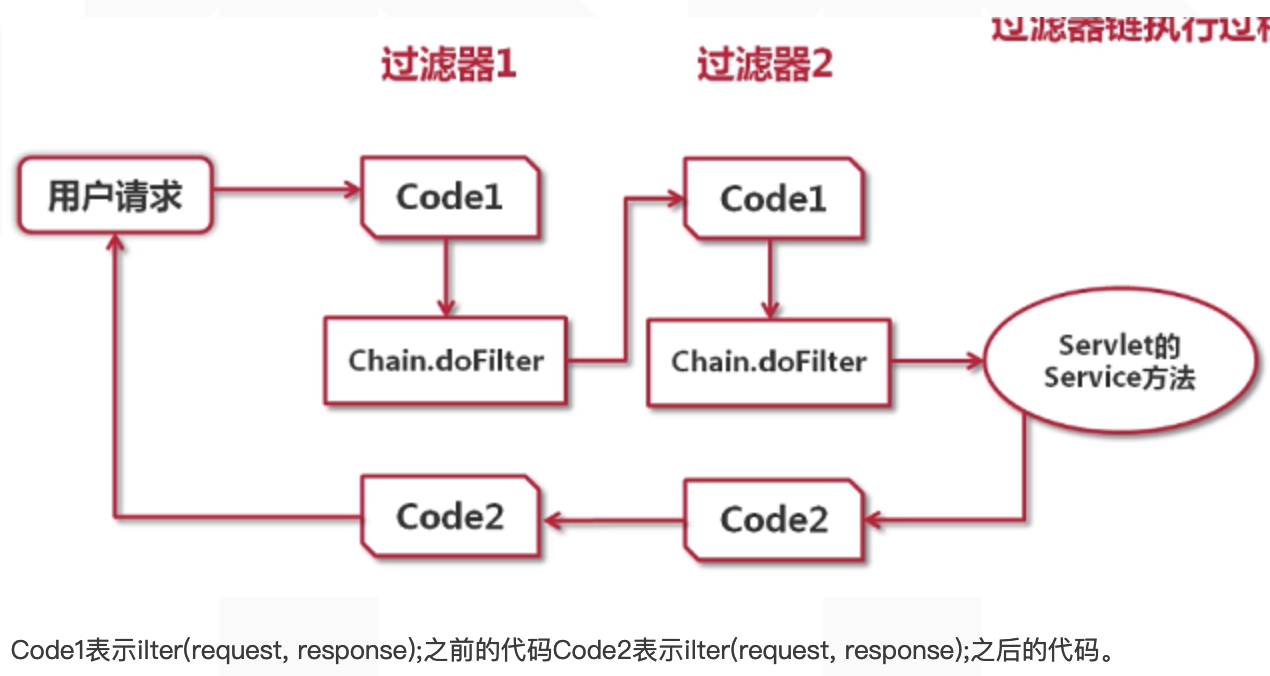 过滤器链执行过程
过滤器1
过滤器2
用户请求
Code1
Code1
Chain.doFilter
Chain.doFilter
Servlet的
Service方法
Code2
Code2
Code1表示ilter(request, response);之前的代码Code2表示ilter(request, response);之后的代码。